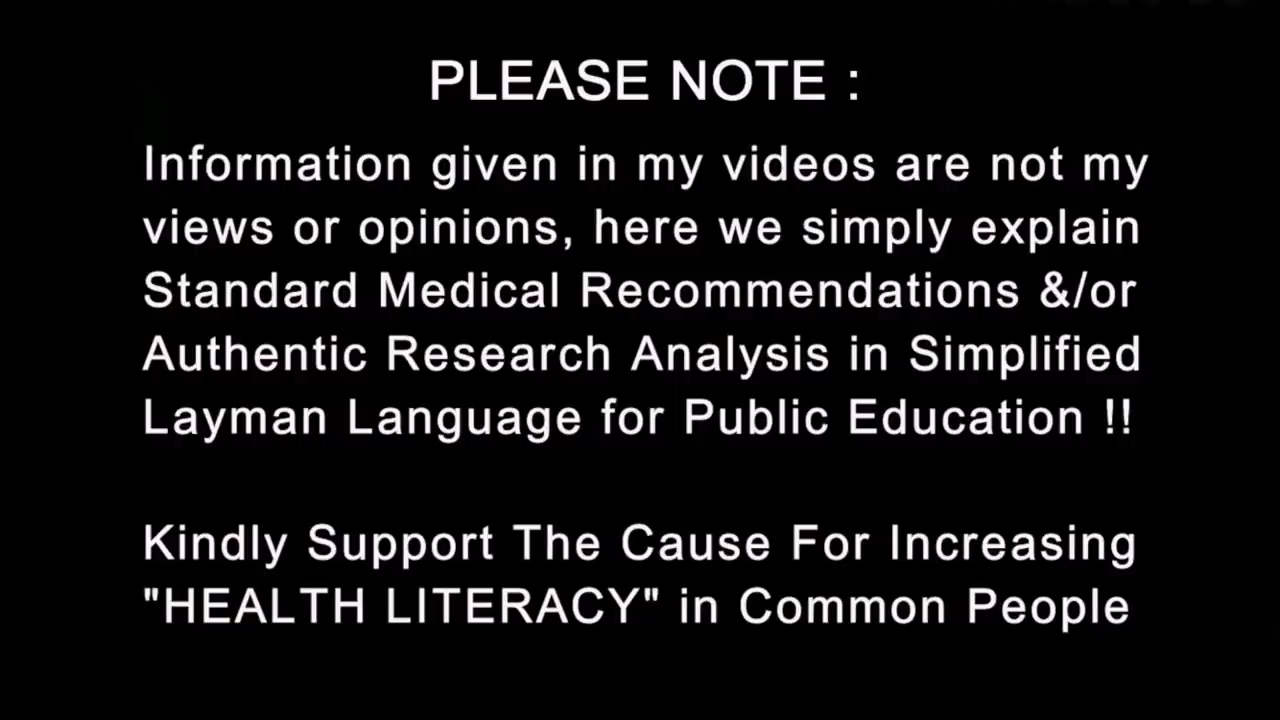 PLEASE NOTE :
Information given in my videos are not my
views or opinions, here we simply explain
Standard Medical Recommendations &/or
Authentic Research Analysis in Simplified
Layman Language for Public Education !!
Kindly Support The Cause For Increasing
"HEALTH LITERACY" in Common People